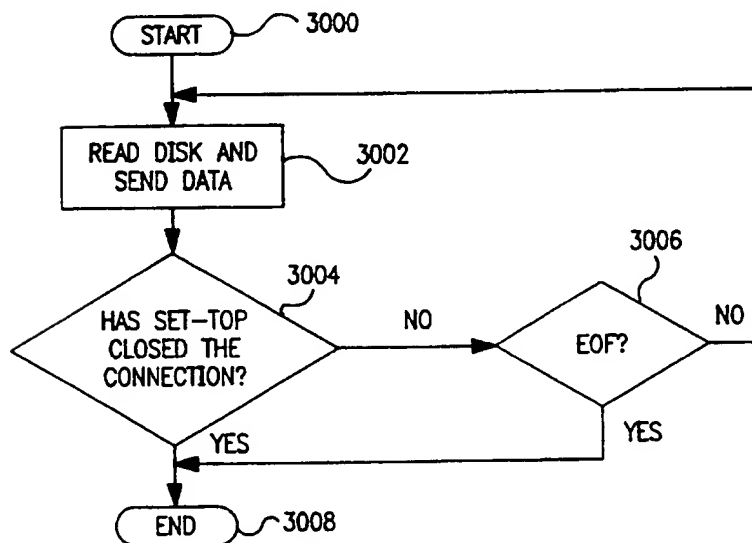 START
3000
READ DISK AND
SEND DATA
3002
HAS SET-TOP
CLOSED THE
CONNECTION?
3004
NO
EOF?
3006
NO
YES
YES
END
3008